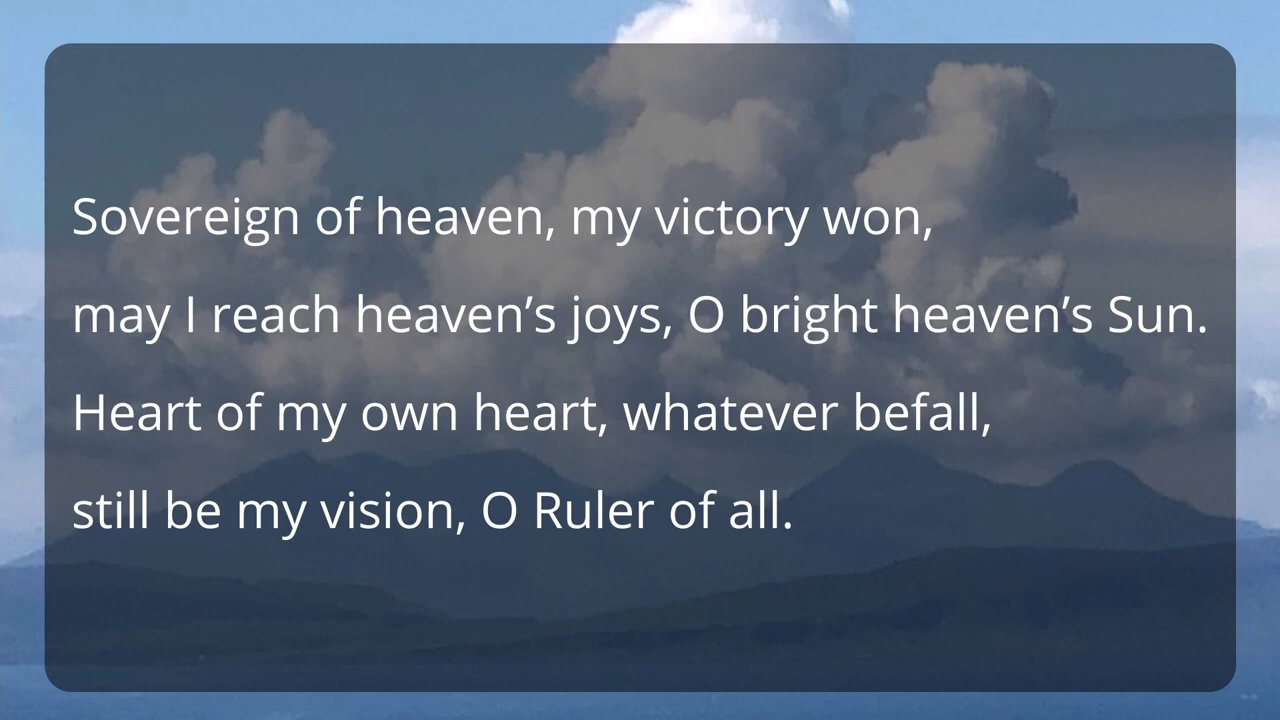 Sovereign of heaven, my victory won,
may I reach heaven’s joys, O bright heaven’s Sun.
Heart of my own heart, whatever befall,
still be my vision, O Ruler of all.